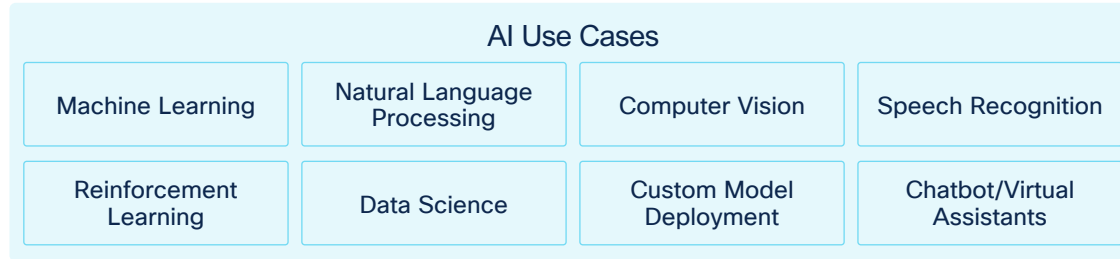 AI Use Cases
Machine Learning
Natural Language
Processing
Computer Vision
Speech Recognition
Reinforcement
Learning
Data Science
Custom Model
Deployment
Chatbot/Virtual
Assistants